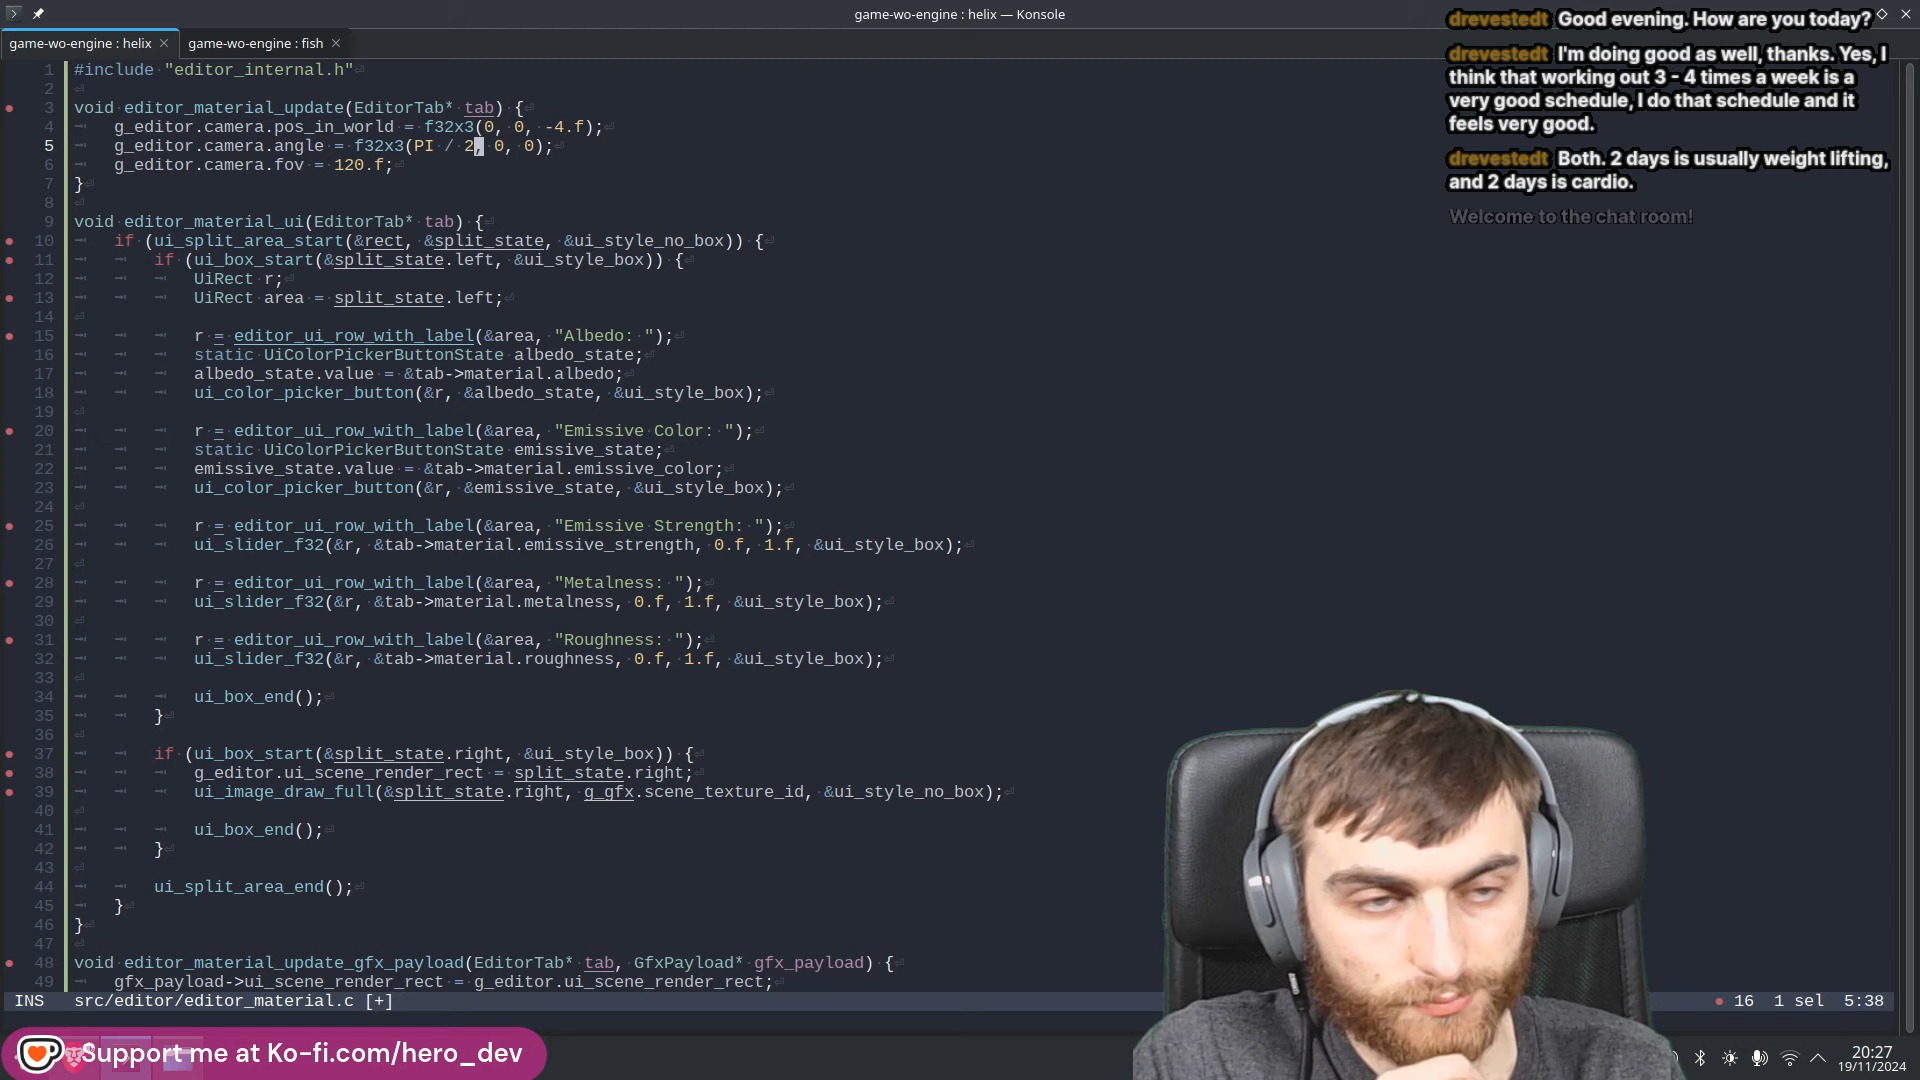 game-wo-engine : helix — Konsole
game-wo-engine : helix
game-wo-engine : fish
1 #include "editor_internal.h"
2
3 void editor_material_update(EditorTab* tab) {
4 g_editor.camera.pos_in_world = f32x3(0, 0, -4.f);
5 g_editor.camera.angle = f32x3(PI / 2, 0, 0);
6 g_editor.camera.fov = 120.f;
7 }
8
9 void editor_material_ui(EditorTab* tab) {
10 if (ui_split_area_start(&rect, &split_state, &ui_style_no_box)) {
11 if (ui_box_start(&split_state.left, &ui_style_box)) {
12 UiRect r;
13 UiRect area = split_state.left;
14
15 r = editor_ui_row_with_label(&area, "Albedo: ");
16 static UiColorPickerButtonState albedo_state;
17 albedo_state.value = &tab->material.albedo;
18 ui_color_picker_button(&r, &albedo_state, &ui_style_box);
19
20 r = editor_ui_row_with_label(&area, "Emissive Color: ");
21 static UiColorPickerButtonState emissive_state;
22 emissive_state.value = &tab->material.emissive_color;
23 ui_color_picker_button(&r, &emissive_state, &ui_style_box);
24
25 r = editor_ui_row_with_label(&area, "Emissive Strength: ");
26 ui_slider_f32(&r, &tab->material.emissive_strength, 0.f, 1.f, &ui_style_box);
27
28 r = editor_ui_row_with_label(&area, "Metalness: ");
29 ui_slider_f32(&r, &tab->material.metalness, 0.f, 1.f, &ui_style_box);
30
31 r = editor_ui_row_with_label(&area, "Roughness: ");
32 ui_slider_f32(&r, &tab->material.roughness, 0.f, 1.f, &ui_style_box);
33
34 ui_box_end();
35 }
36
37 if (ui_box_start(&split_state.right, &ui_style_box)) {
38 g_editor.ui_scene_render_rect = split_state.right;
39 ui_image_draw_full(&split_state.right, g_gfx.scene_texture_id, &ui_style_no_box);
40
41 ui_box_end();
42 }
43
44 ui_split_area_end();
45 }
46 }
47
48 void editor_material_update_gfx_payload(EditorTab* tab, GfxPayload* gfx_payload) {
49 gfx_payload->ui_scene_render_rect = g_editor.ui_scene_render_rect;
INS src/editor/editor_material.c [+]
16 1 sel 5:38
drevestedt Good evening. How are you today?
drevestedt I'm doing good as well, thanks. Yes, I
think that working out 3 - 4 times a week is a
very good schedule, I do that schedule and it
feels very good.
drevestedt Both. 2 days is usually weight lifting,
and 2 days is cardio.
Welcome to the chat room!
Support me at Ko-fi.com/hero_dev
20:27
19/11/2024